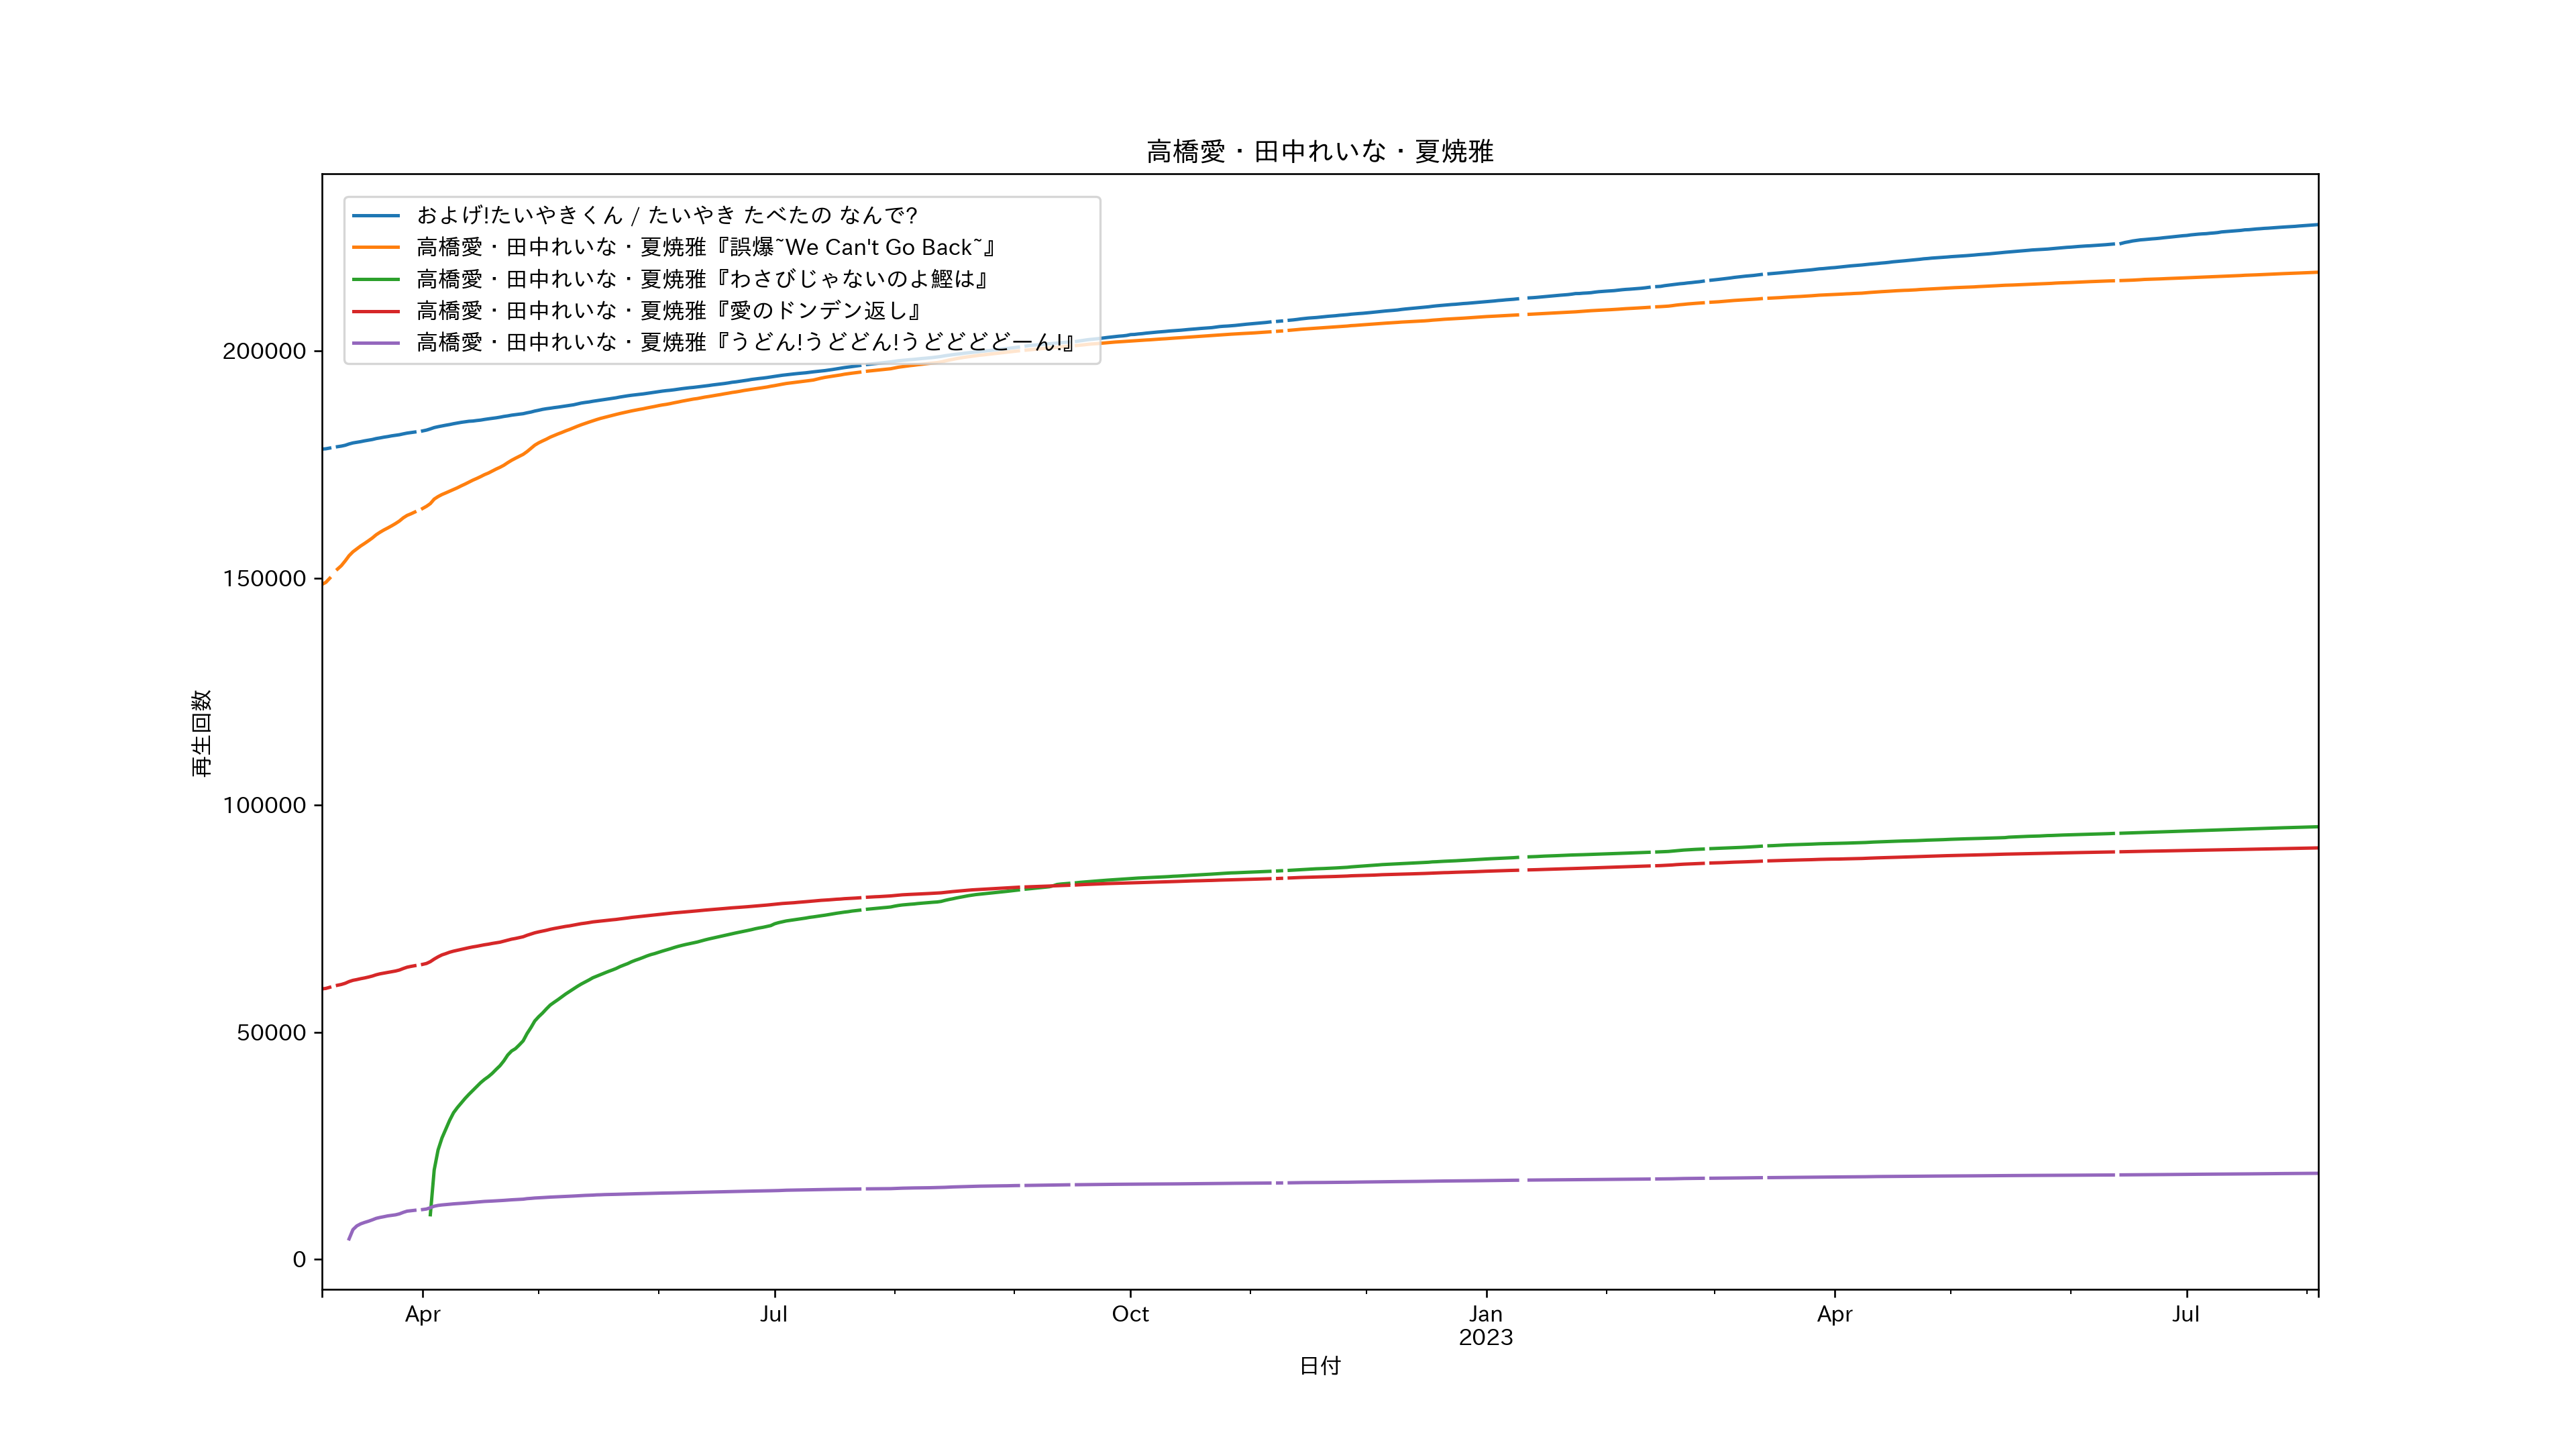 高橋愛・田中れいな・夏焼雅
およげ!たいやきくん / たいやき たべたの なんで?
高橋愛・田中れいな・夏焼雅『誤爆~We Can't Go Back~』
高橋愛・田中れいな・夏焼雅『わさびじゃないのよ鰹は』
高橋愛・田中れいな・夏焼雅『愛のドンデン返し』
高橋愛・田中れいな・夏焼雅『うどん!うどどん!うどどどどーん!』
200000
150000
100000
50000
0
再生回数
Apr Jul Oct Jan Apr Jul
2023
日付